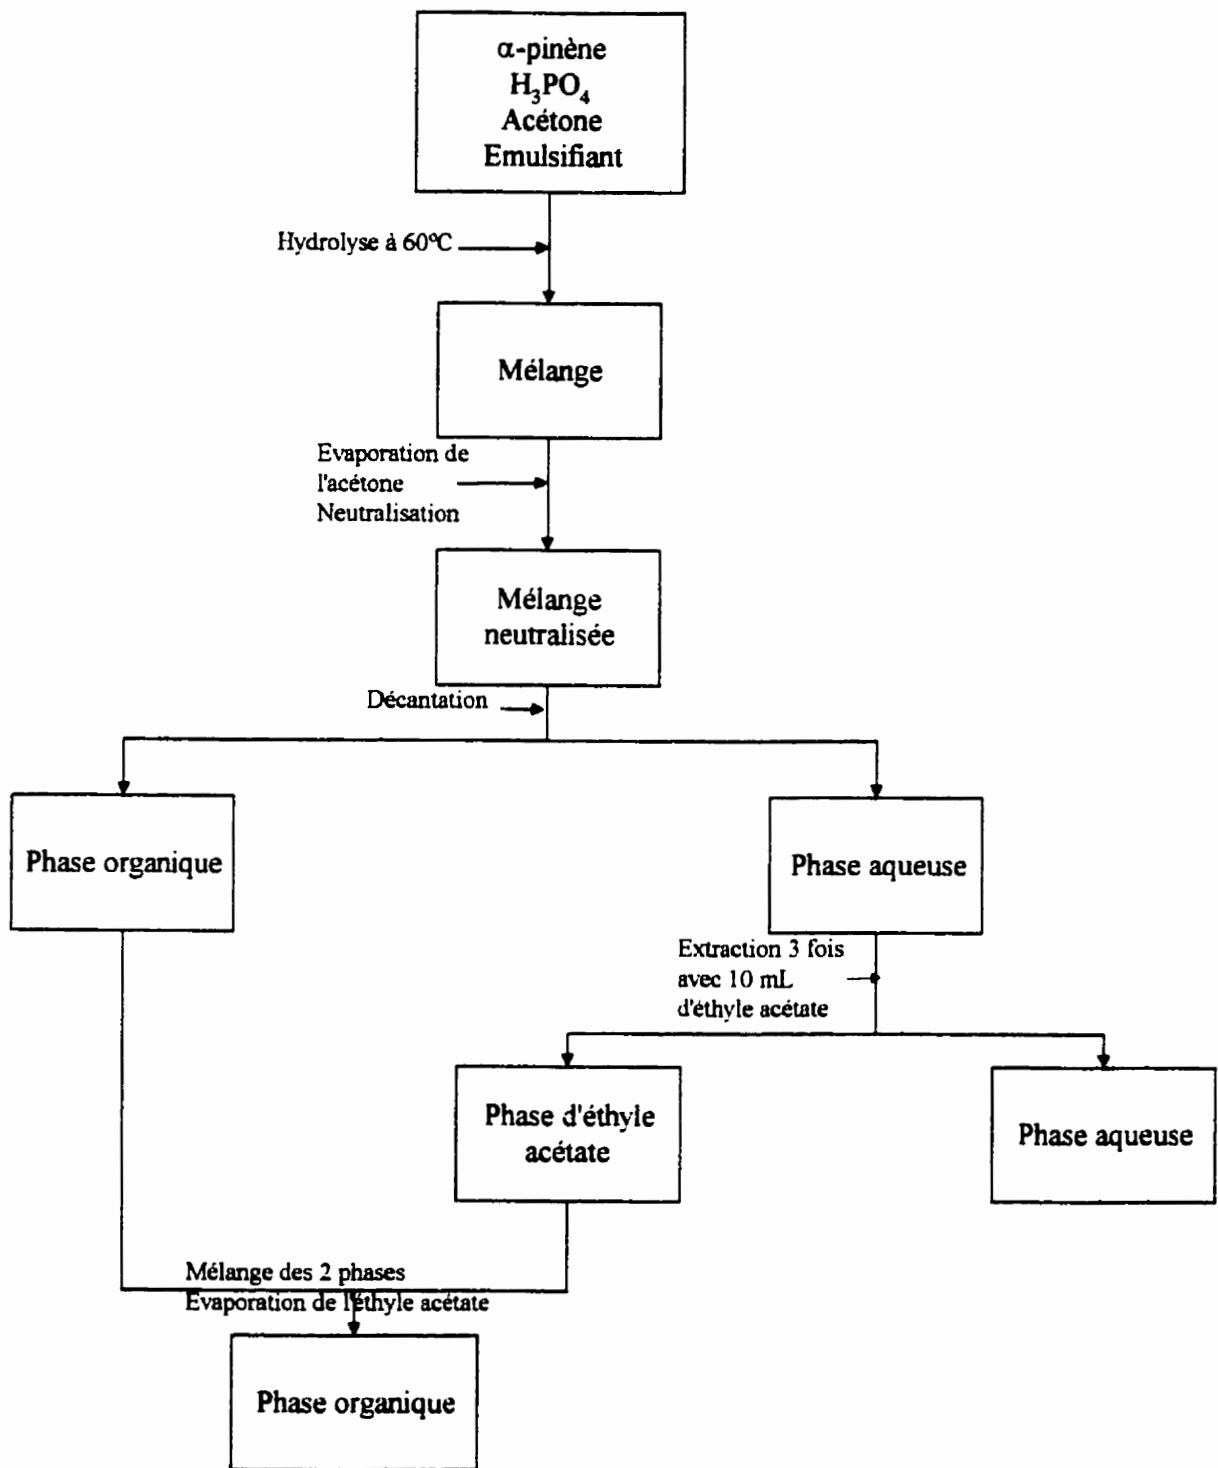 α-pinène
H₃PO₄
Acétone
Emulsifiant
Hydrolyse à 60ºC
Mélange
Evaporation de
l'acétone
Neutralisation
Mélange
neutralisée
Décantation
Phase organique
Phase aqueuse
Extraction 3 fois
avec 10 mL
d'éthyle acétate
Phase d'éthyle
acétate
Phase aqueuse
Mélange des 2 phases
Evaporation de l'éthyle acétate
Phase organique